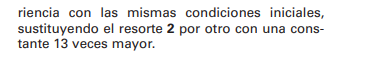 riencia con las mismas condiciones iniciales,
sustituyendo el resorte 2 por otro con una cons-
tante 13 veces mayor.